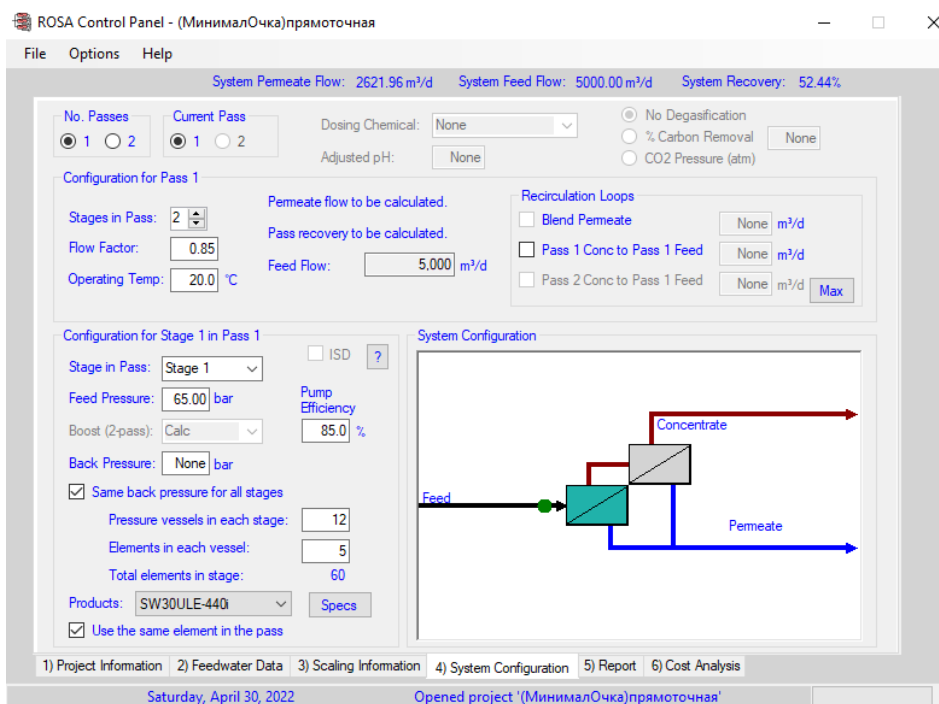 ROSA Control Panel - (МинималОчка)прямоточная
File Options Help
System Permeate Flow: 2621.96 m³/d System Feed Flow: 5000.00 m³/d System Recovery: 52.44%
No. Passes
1 2
Current Pass
1 2
Dosing Chemical: None
Adjusted pH: None
No Degasification
% Carbon Removal None
CO2 Pressure (atm)
Configuration for Pass 1
Stages in Pass: 2
Flow Factor: 0.85
Operating Temp: 20.0 °C
Permeate flow to be calculated.
Pass recovery to be calculated.
Feed Flow: 5,000 m³/d
Recirculation Loops
Blend Permeate None m³/d
Pass 1 Conc to Pass 1 Feed None m³/d
Pass 2 Conc to Pass 1 Feed None m³/d Max
Configuration for Stage 1 in Pass 1
ISD ?
Stage in Pass: Stage 1
Feed Pressure: 65.00 bar
Pump
Efficiency
85.0 %
Boost (2-pass): Calc
Back Pressure: None bar
Same back pressure for all stages
Pressure vessels in each stage: 12
Elements in each vessel: 5
Total elements in stage: 60
Products: SW30ULE-440i Specs
Use the same element in the pass
System Configuration
Concentrate
Feed
Permeate
1) Project Information 2) Feedwater Data 3) Scaling Information 4) System Configuration 5) Report 6) Cost Analysis
Saturday, April 30, 2022 Opened project '(МинималОчка)прямоточная'